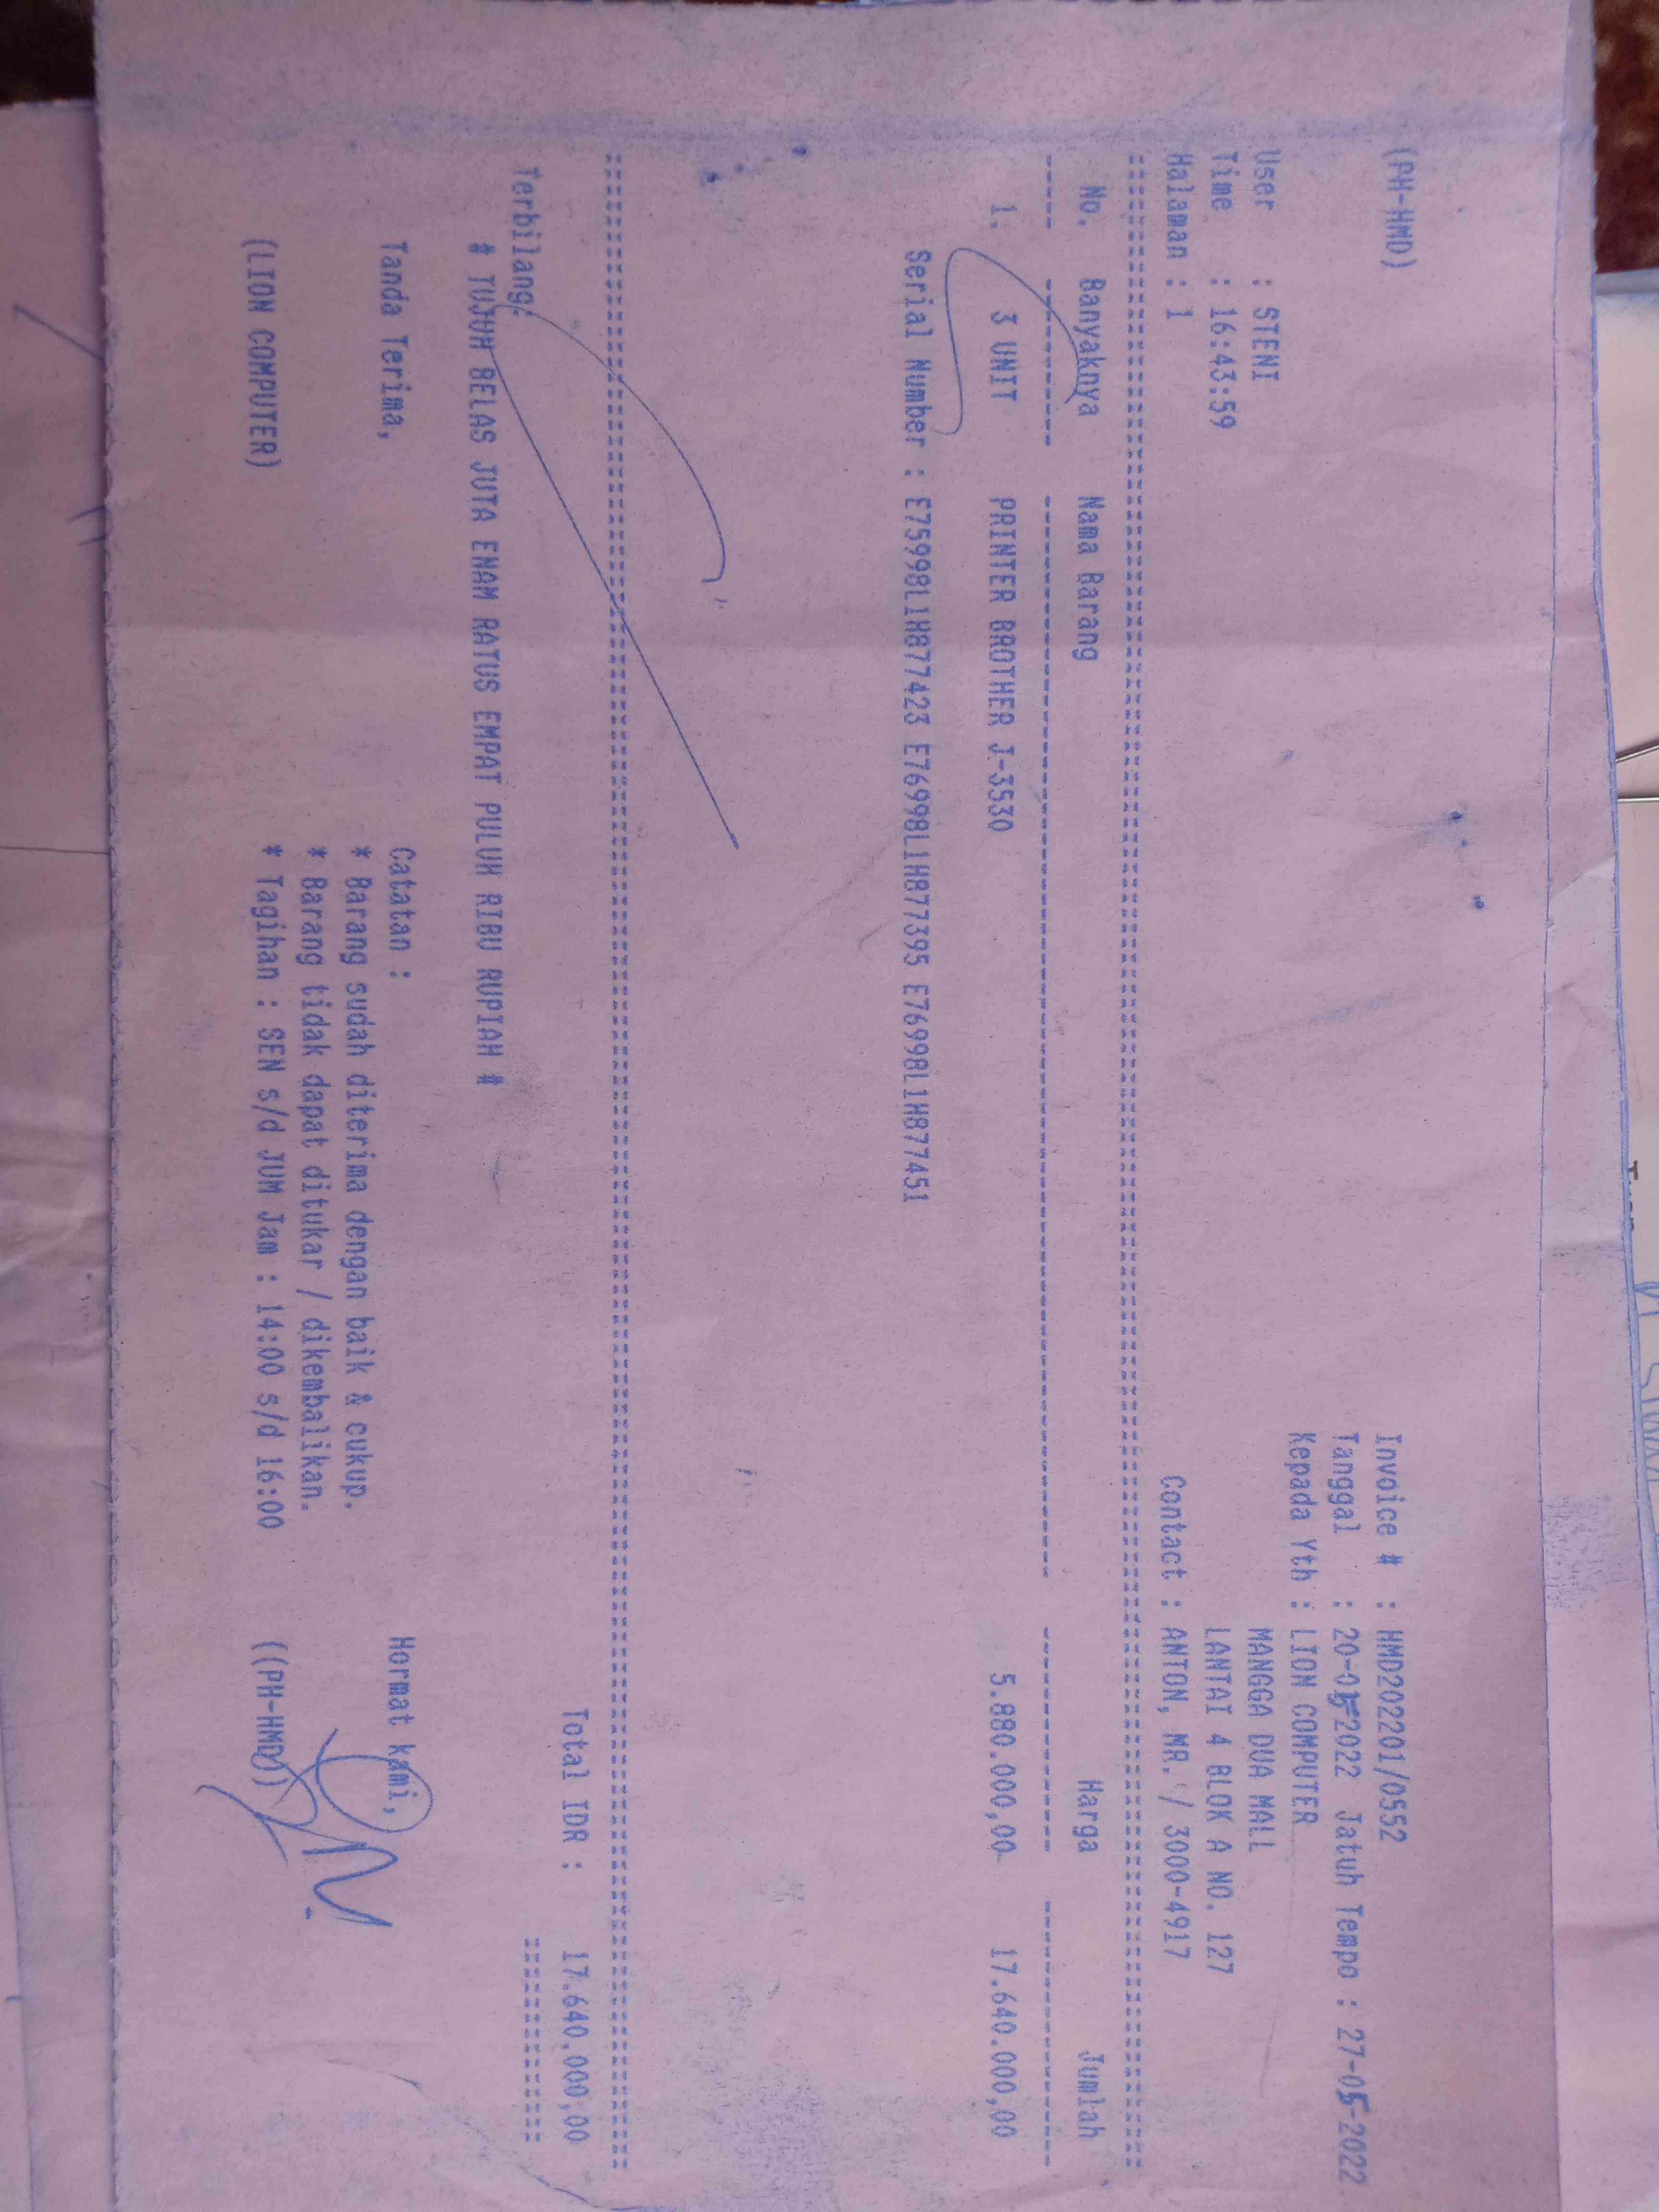 (PH-HMD)
Invoice # : HMD202201/0552
Tanggal : 20-05-2022 Jatuh Tempo : 27-05-2022
Kepada Yth : LION COMPUTER
User : STENI
MANGGA DUA MALL
Time : 16:43:59
LANTAI 4 BLOK A NO. 127
Halaman : 1
Contact : ANTON, MR. / 3000-4917
No. Banyaknya Nama Barang Harga Jumlah
1. 3 UNIT PRINTER BROTHER J-3530 5.880.000,00 17.640.000,00
Serial Number : E75998L1H877423 E76998L1H877395 E76998L1H877451
Total IDR : 17.640.000,00
Terbilang:
# TUJUH BELAS JUTA ENAM RATUS EMPAT PULUH RIBU RUPIAH #
Tanda Terima,
Catatan :
Hormat kami,
* Barang sudah diterima dengan baik & cukup.
* Barang tidak dapat ditukar / dikembalikan.
(LION COMPUTER)
* Tagihan : SEN s/d JUM Jam : 14:00 s/d 16:00
((PH-HMD))